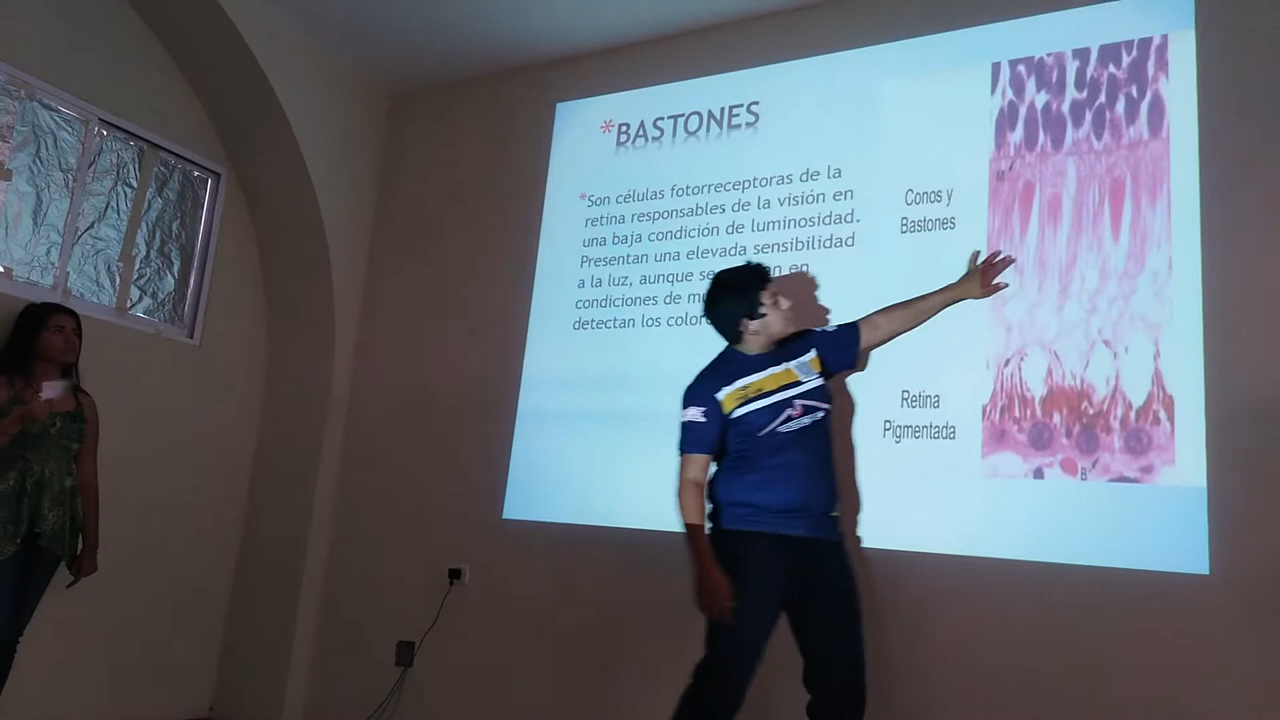 *BASTONES
*Son células fotorreceptoras de la
retina responsables de la visión en
una baja condición de luminosidad.
Presentan una elevada sensibilidad
a la luz, aunque se en
condiciones de
detectan los
Conos y
Bastones
M
Retina
Pigmentada
B